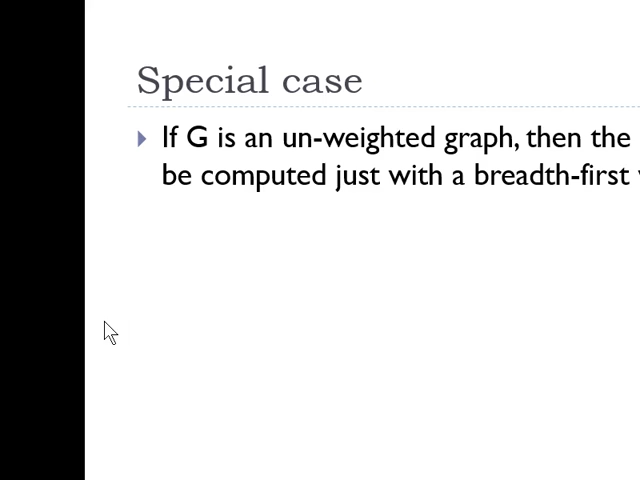 Special case
If G is an un-weighted graph, then the
be computed just with a breadth-first